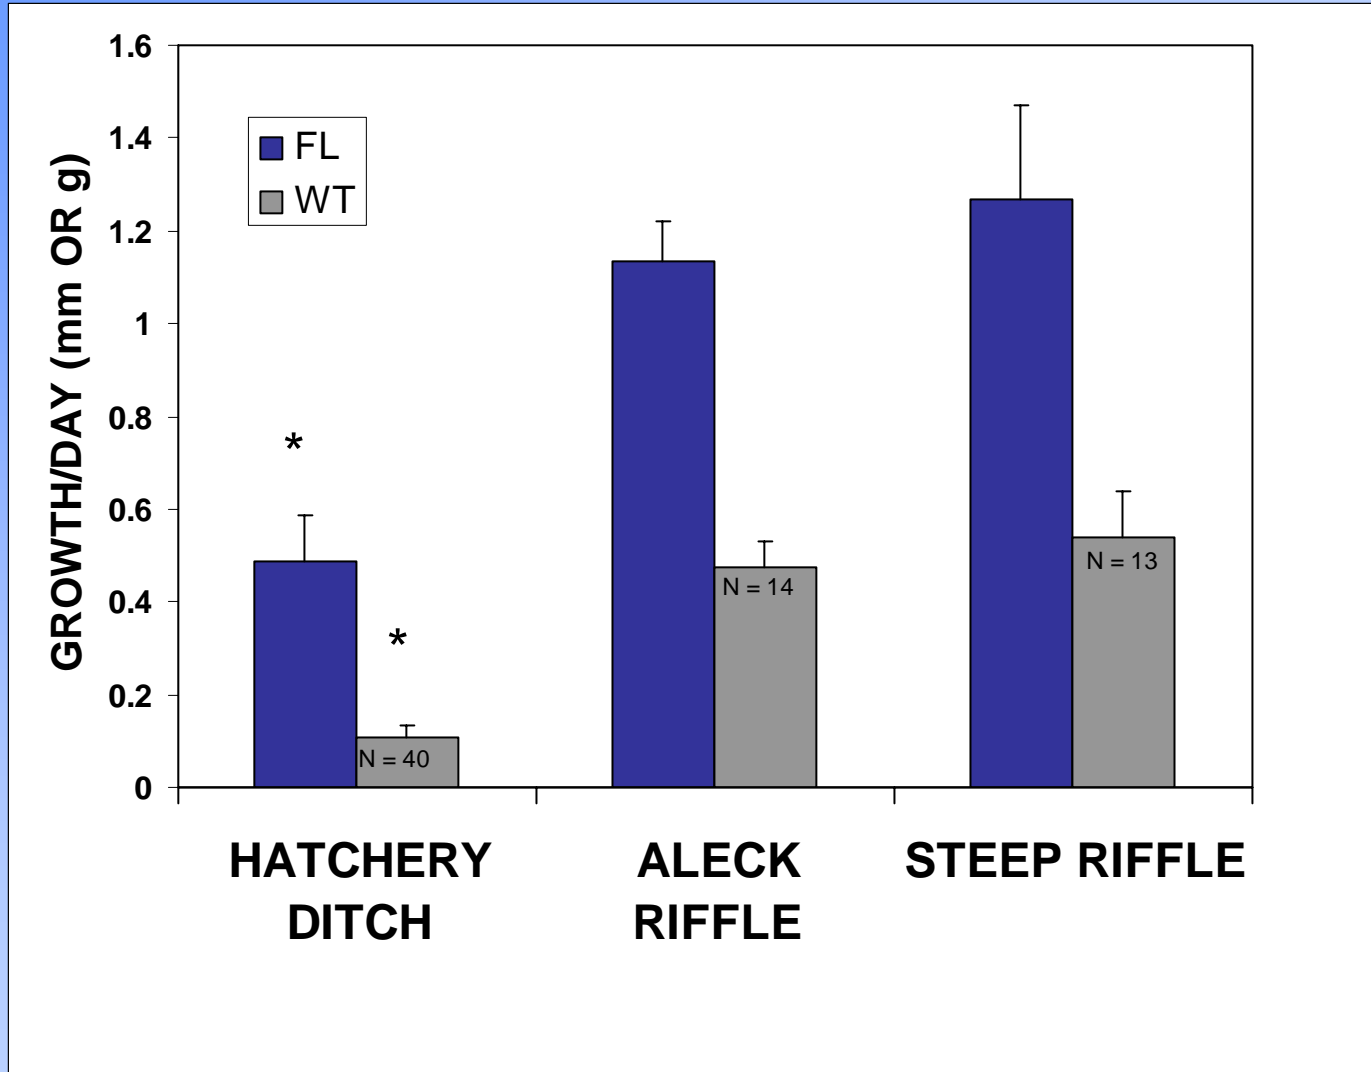 GROWTH/DAY (mm OR g)
1.6
1.4
1.2
1
0.8
0.6
0.4
0.2
0
FL
WT
*
*
N = 40
N = 14
N = 13
HATCHERY
DITCH
ALECK
RIFFLE
STEEP RIFFLE